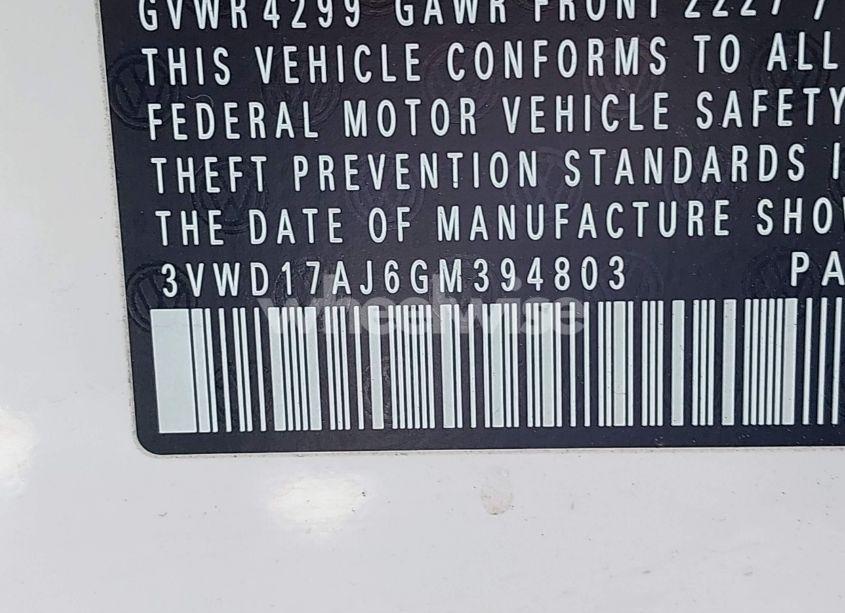 GVWR 4299 GAWR FRONT 2227
THIS VEHICLE CONFORMS TO ALL
FEDERAL MOTOR VEHICLE SAFETY
THEFT PREVENTION STANDARDS I
THE DATE OF MANUFACTURE SHO
3VWD17AJ6GM394803 PA
wheelwise